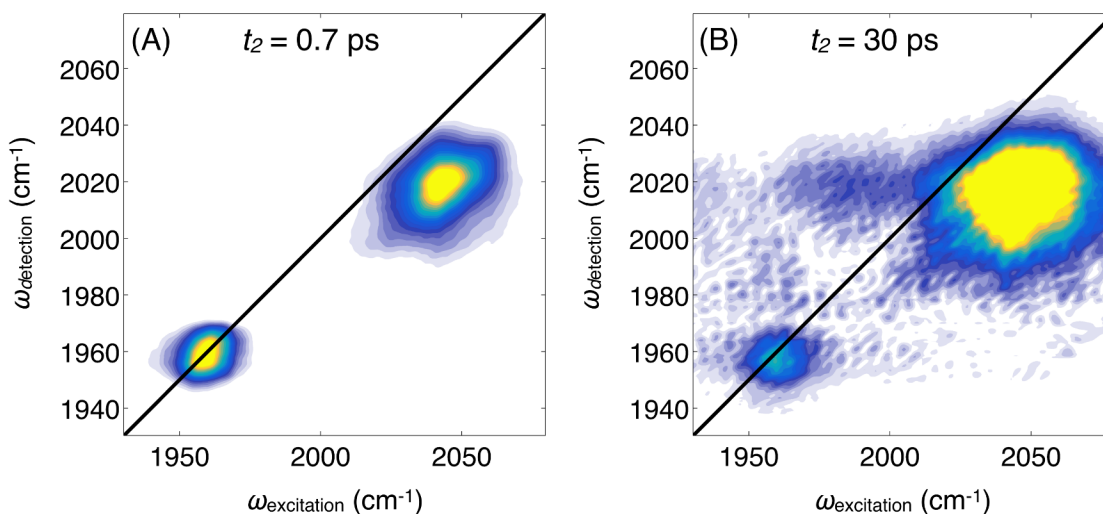 (A) t₂ = 0.7 ps
2060
2040
2020
2000
1980
1960
1940
ωdetection (cm⁻¹)
1950 2000 2050
ωexcitation (cm⁻¹)
(B) t₂ = 30 ps
2060
2040
2020
2000
1980
1960
1940
ωdetection (cm⁻¹)
1950 2000 2050
ωexcitation (cm⁻¹)